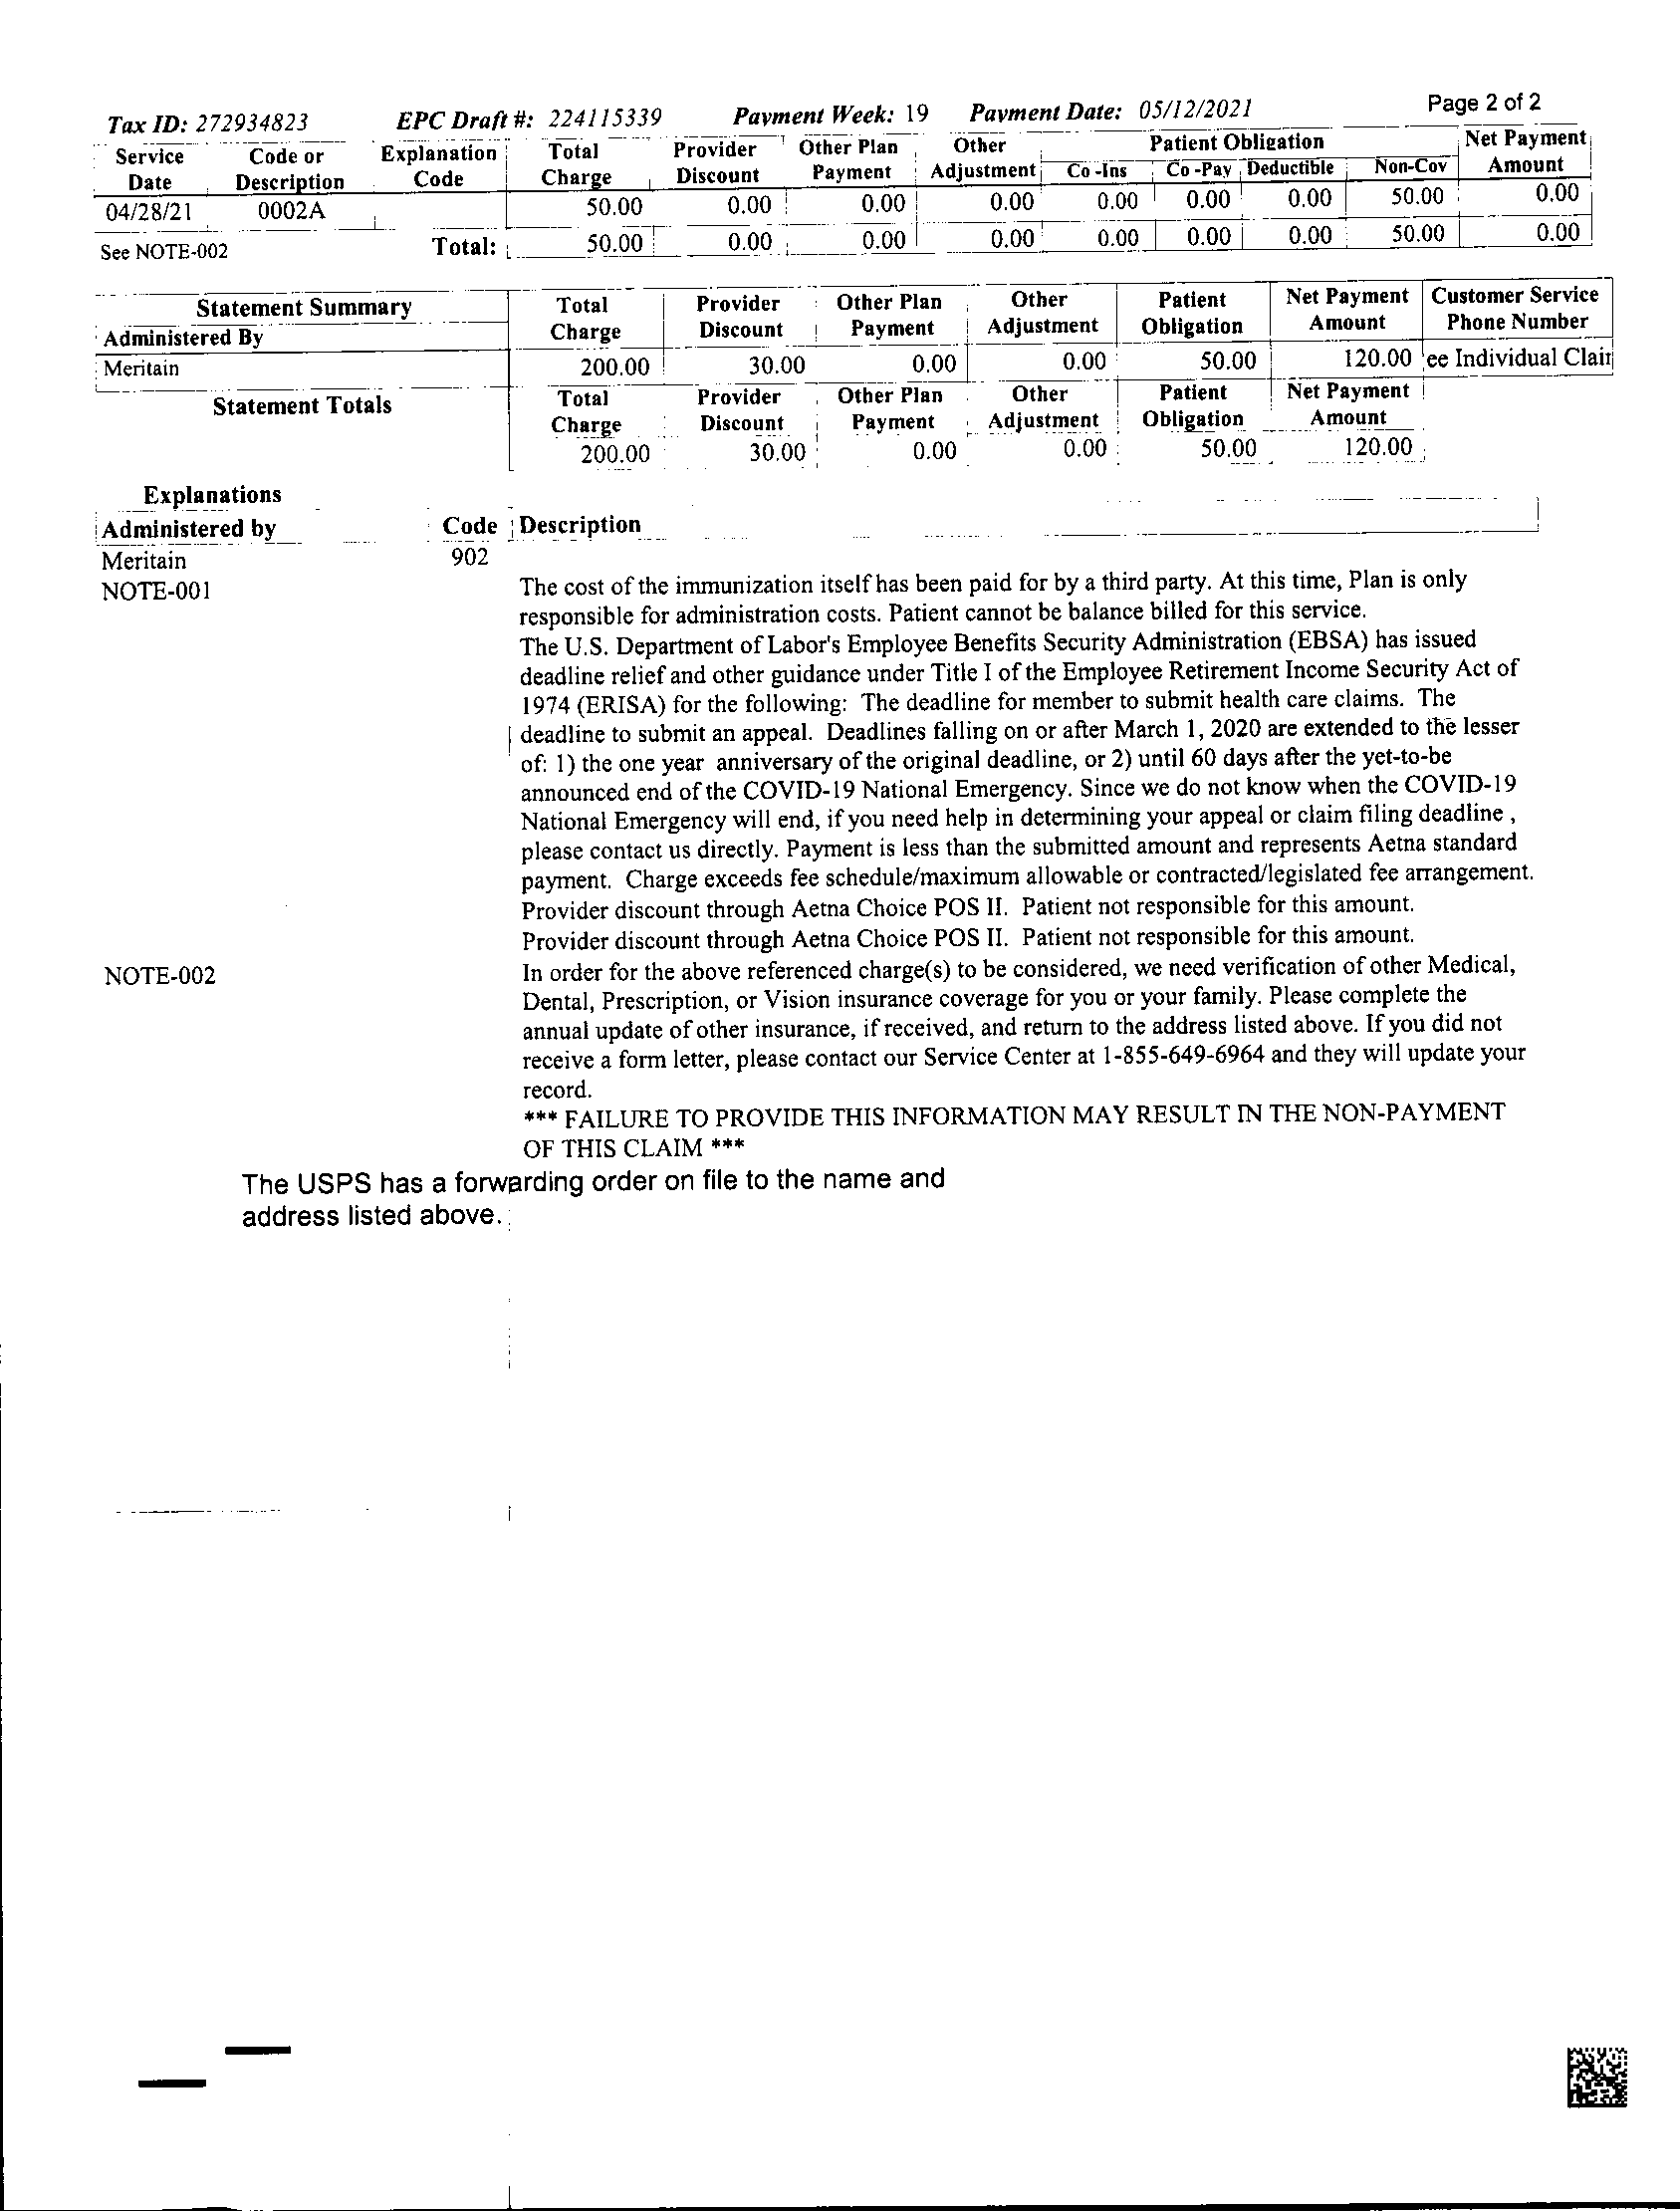 Page 2 of 2
Tax ID: 272934823 EPC Draft #: 224115339 Payment Week: 19 Payment Date: 05/12/2021
Service Date Code or Description Explanation Code Total Charge Provider Discount Other Plan Payment Other Adjustment Patient Obligation Co-Ins Co-Pay Deductible Non-Cov Net Payment Amount
04/28/21 0002A 50.00 0.00 0.00 0.00 0.00 0.00 0.00 50.00 0.00
See NOTE-002 Total: 50.00 0.00 0.00 0.00 0.00 0.00 0.00 50.00 0.00
Statement Summary Total Charge Provider Discount Other Plan Payment Other Adjustment Patient Obligation Net Payment Amount Customer Service Phone Number
Administered By
Meritain 200.00 30.00 0.00 0.00 50.00 120.00 ee Individual Clair
Statement Totals Total Charge Provider Discount Other Plan Payment Other Adjustment Patient Obligation Net Payment Amount
200.00 30.00 0.00 0.00 50.00 120.00
Explanations
Administered by Code Description
Meritain 902
NOTE-001
The cost of the immunization itself has been paid for by a third party. At this time, Plan is only
responsible for administration costs. Patient cannot be balance billed for this service.
The U.S. Department of Labor's Employee Benefits Security Administration (EBSA) has issued
deadline relief and other guidance under Title I of the Employee Retirement Income Security Act of
1974 (ERISA) for the following: The deadline for member to submit health care claims. The
deadline to submit an appeal. Deadlines falling on or after March 1, 2020 are extended to the lesser
of: 1) the one year anniversary of the original deadline, or 2) until 60 days after the yet-to-be
announced end of the COVID-19 National Emergency. Since we do not know when the COVID-19
National Emergency will end, if you need help in determining your appeal or claim filing deadline ,
please contact us directly. Payment is less than the submitted amount and represents Aetna standard
payment. Charge exceeds fee schedule/maximum allowable or contracted/legislated fee arrangement.
Provider discount through Aetna Choice POS II. Patient not responsible for this amount.
Provider discount through Aetna Choice POS II. Patient not responsible for this amount.
NOTE-002 In order for the above referenced charge(s) to be considered, we need verification of other Medical,
Dental, Prescription, or Vision insurance coverage for you or your family. Please complete the
annual update of other insurance, if received, and return to the address listed above. If you did not
receive a form letter, please contact our Service Center at 1-855-649-6964 and they will update your
record.
*** FAILURE TO PROVIDE THIS INFORMATION MAY RESULT IN THE NON-PAYMENT
OF THIS CLAIM ***
The USPS has a forwarding order on file to the name and
address listed above.